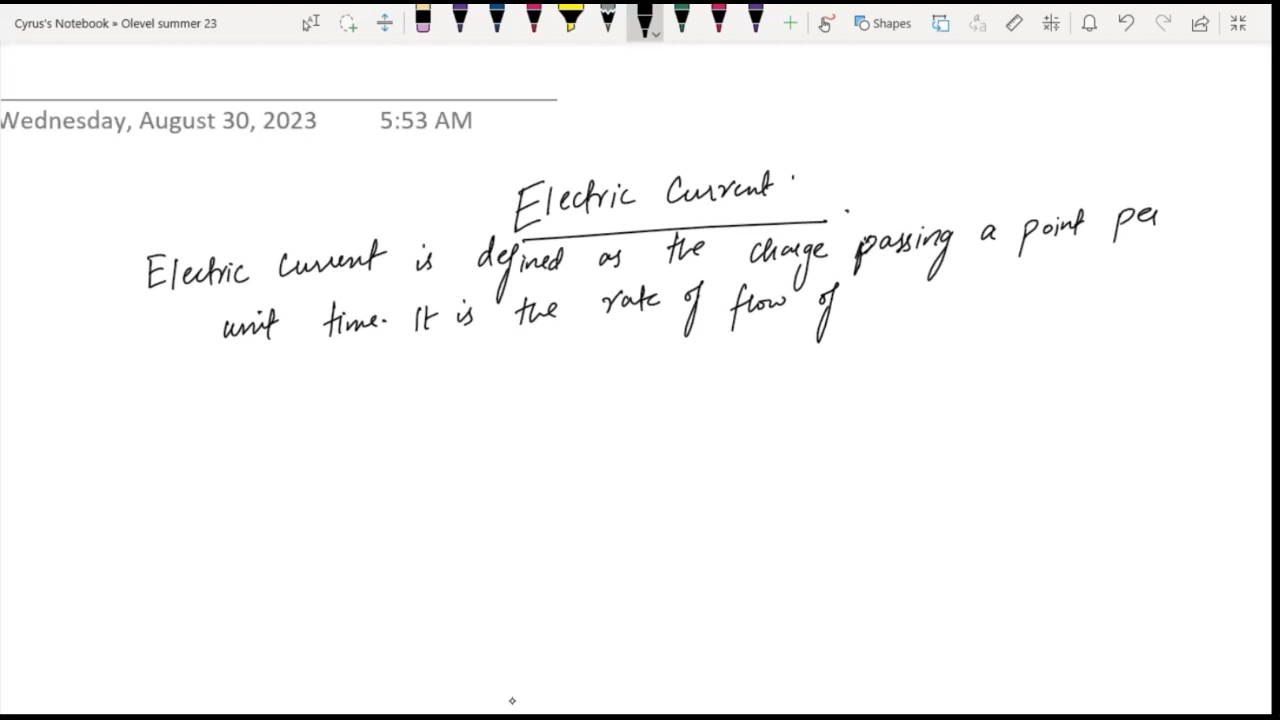 Cyrus's Notebook » Olevel summer 23
Shapes
Wednesday, August 30, 2023 5:53 AM
Electric Current.
Electric Current is defined as the charge passing a point per
unit time. It is the rate of flow of